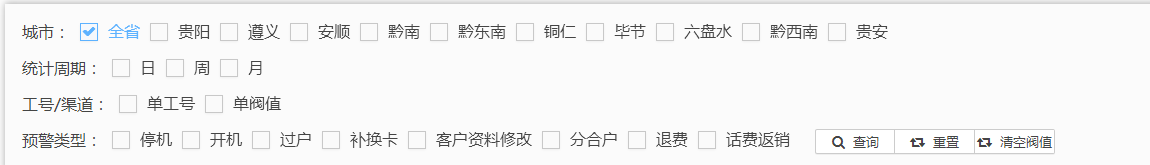 城市： 全省 贵阳 遵义 安顺 黔南 黔东南 铜仁 毕节 六盘水 黔西南 贵安
统计周期： 日 周 月
工号/渠道： 单工号 单阀值
预警类型： 停机 开机 过户 补换卡 客户资料修改 分合户 退费 话费返销 查询 重置 清空阀值